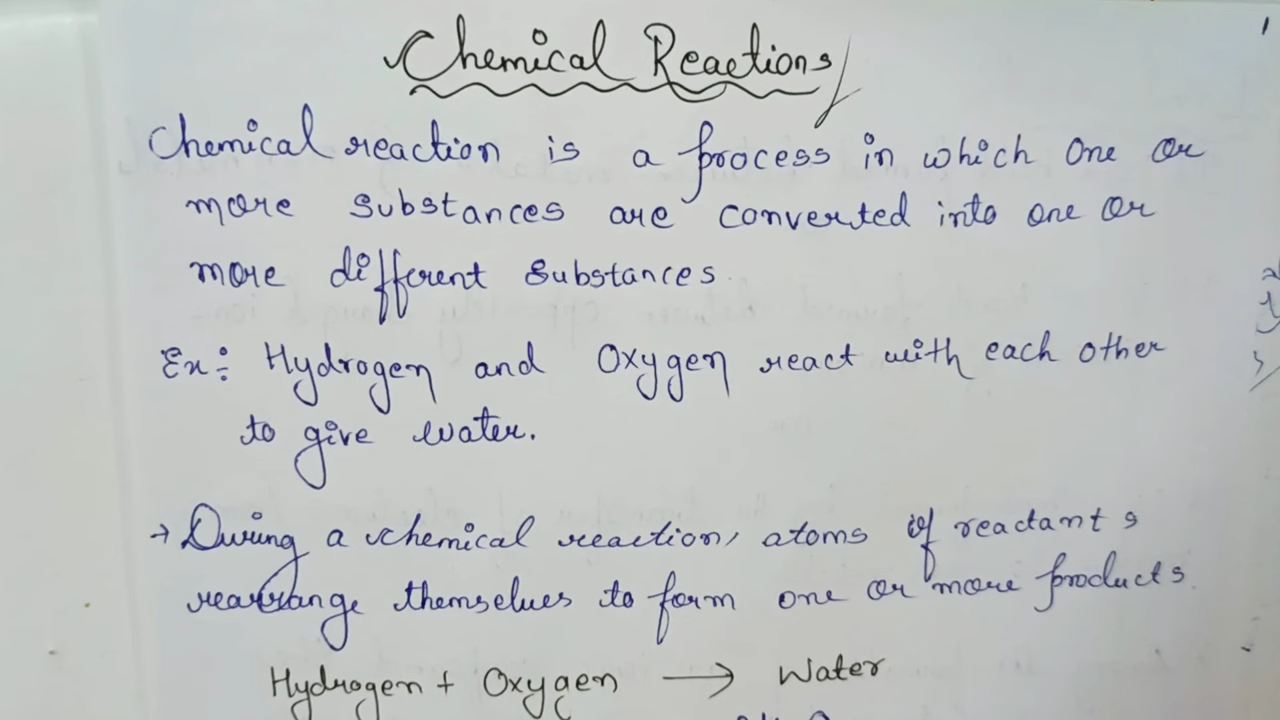 Chemical Reactions
Chemical reaction is a process in which one or
more substances are converted into one or
more different substances.
Ex:- Hydrogen and Oxygen react with each other
to give water.
→ During a chemical reaction, atoms of reactants
rearrange themselves to form one or more products.
Hydrogen + Oxygen → Water